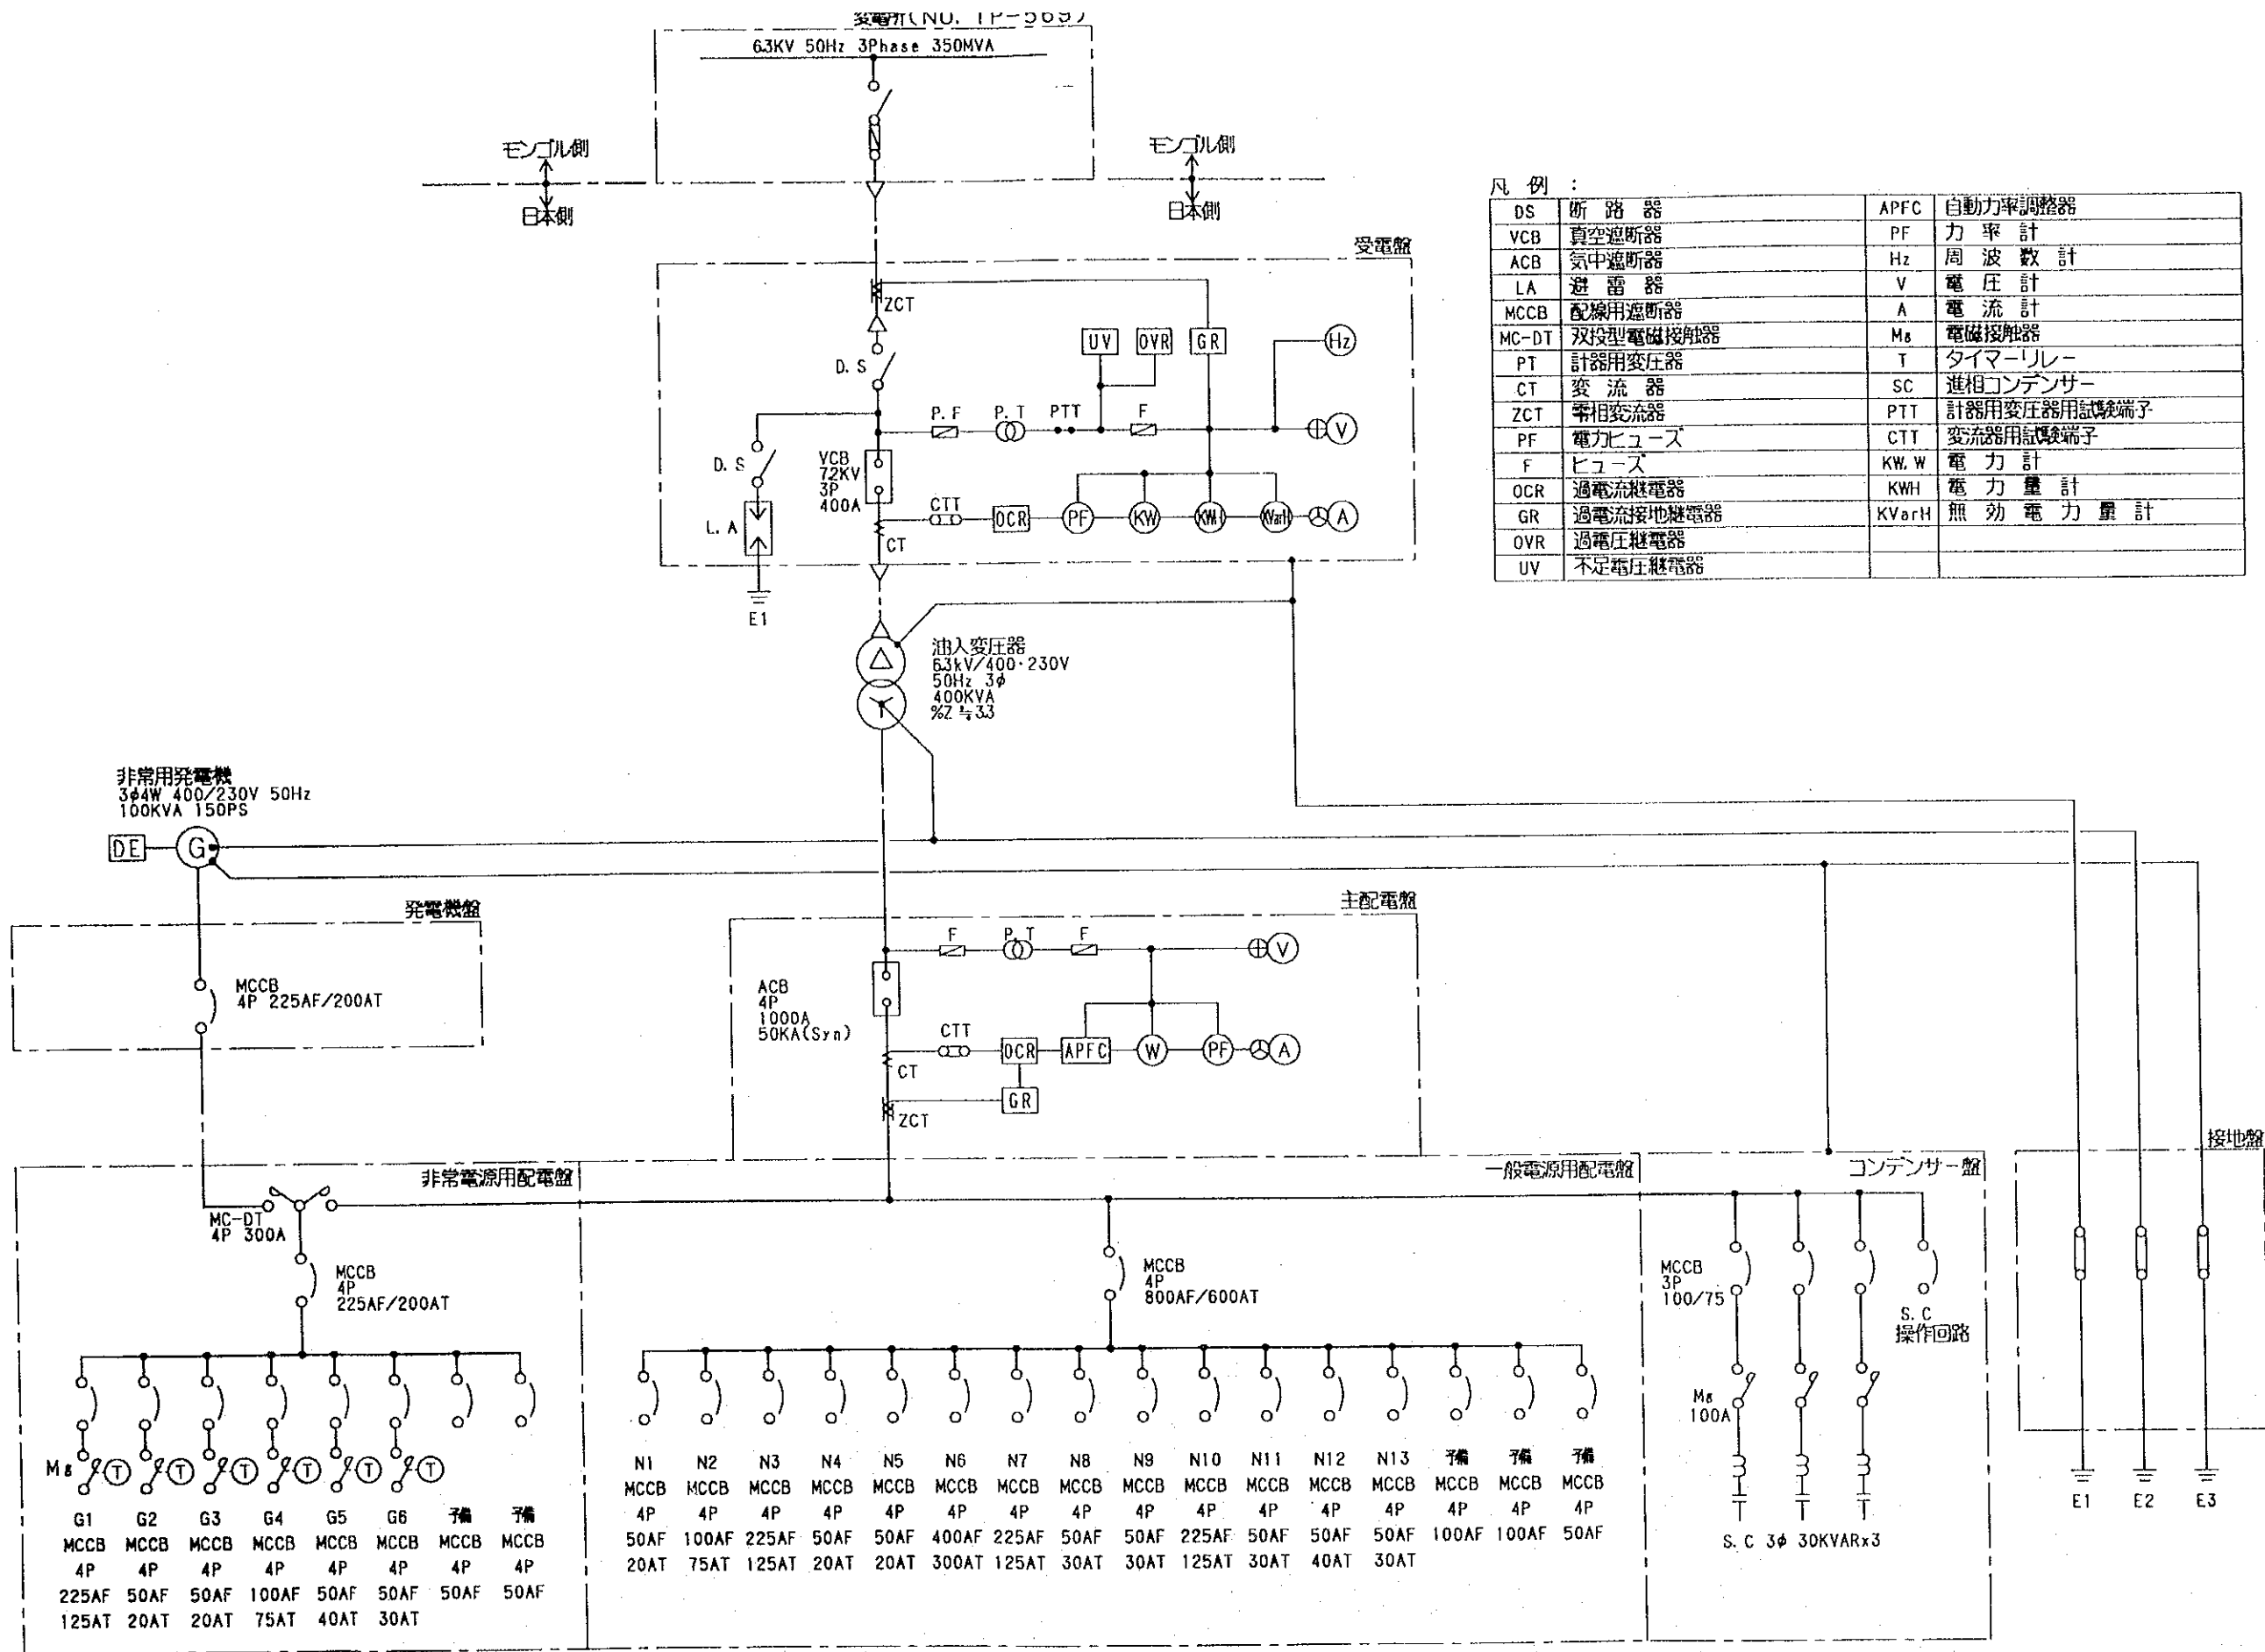 変電所(NO. TP-569)
6.3KV 50Hz 3Phase 350MVA
モンゴル側
日本側
モンゴル側
日本側
凡 例 :
DS 断 路 器 APFC 自動力率調整器
VCB 真空遮断器 PF 力 率 計
ACB 気中遮断器 Hz 周 波 数 計
LA 避 雷 器 V 電 圧 計
MCCB 配線用遮断器 A 電 流 計
MC-DT 双投型電磁接触器 Mg 電磁接触器
PT 計器用変圧器 T タイマーリレー
CT 変 流 器 SC 進相コンデンサー
ZCT 零相変流器 PTT 計器用変圧器用試験端子
PF 電力ヒューズ CTT 変流器用試験端子
F ヒューズ KW, W 電 力 計
OCR 過電流継電器 KWH 電 力 量 計
GR 過電流接地継電器 KVarH 無 効 電 力 量 計
OVR 過電圧継電器
UV 不足電圧継電器
受電盤
ZCT
UV OVR GR Hz
D. S
P. F P. T PTT F V
D. S
VCB
72KV
3P
400A
L. A
CTT OCR PF KW KWH KVarH A
CT
E1
油入変圧器
6.3kV/400・230V
50Hz 3φ
400KVA
%Z ≒3.3
非常用発電機
3φ4W 400/230V 50Hz
100KVA 150PS
DE G
発電機盤
MCCB
4P 225AF/200AT
主配電盤
F P. T F V
ACB
4P
1000A
50KA(Syn)
CTT OCR APFC W PF A
CT
GR
ZCT
非常電源用配電盤
一般電源用配電盤
コンデンサー盤
接地盤
MC-DT
4P 300A
MCCB
4P
225AF/200AT
MCCB
4P
800AF/600AT
MCCB
3P
100/75
S. C
操作回路
Mg
100A
Mg T T T T T T
G1 G2 G3 G4 G5 G6 予備 予備
MCCB MCCB MCCB MCCB MCCB MCCB MCCB MCCB
4P 4P 4P 4P 4P 4P 4P 4P
225AF 50AF 50AF 100AF 50AF 50AF 50AF 50AF
125AT 20AT 20AT 75AT 40AT 30AT
N1 N2 N3 N4 N5 N6 N7 N8 N9 N10 N11 N12 N13 予備 予備 予備
MCCB MCCB MCCB MCCB MCCB MCCB MCCB MCCB MCCB MCCB MCCB MCCB MCCB MCCB MCCB MCCB
4P 4P 4P 4P 4P 4P 4P 4P 4P 4P 4P 4P 4P 4P 4P 4P
50AF 100AF 225AF 50AF 50AF 400AF 225AF 50AF 50AF 225AF 50AF 50AF 50AF 100AF 100AF 50AF
20AT 75AT 125AT 20AT 20AT 300AT 125AT 30AT 30AT 125AT 30AT 40AT 30AT
S. C 3φ 30KVARx3
E1 E2 E3